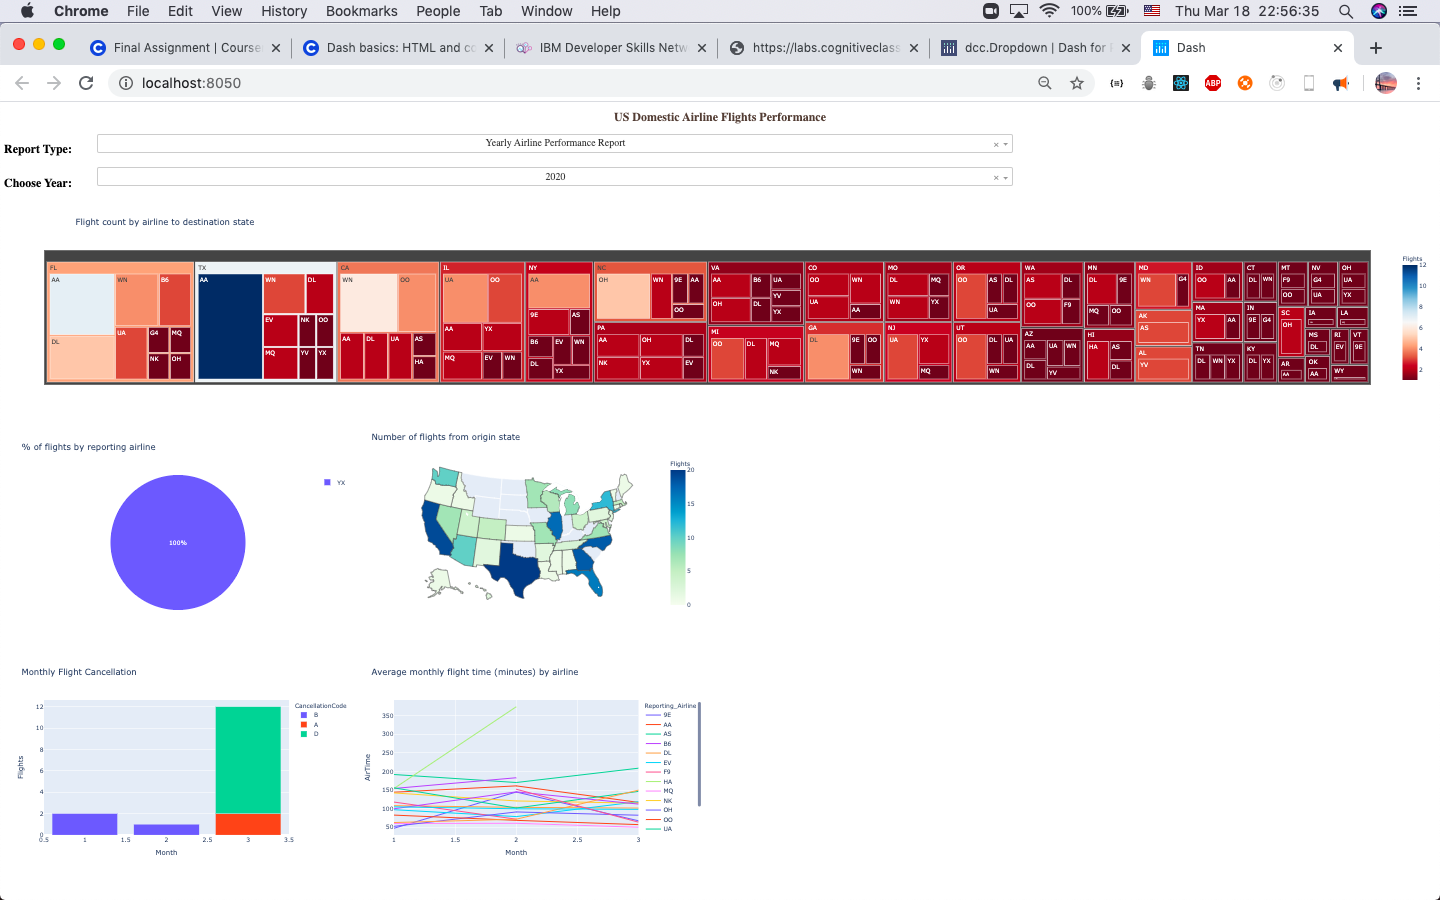 Chrome File Edit View History Bookmarks People Tab Window Help 100% Thu Mar 18 22:56:35
Final Assignment | Course
Dash basics: HTML and co
IBM Developer Skills Netw
https://labs.cognitiveclass
dcc.Dropdown | Dash for
Dash
localhost:8050
ABP
US Domestic Airline Flights Performance
Report Type: Yearly Airline Performance Report
Choose Year: 2020
Flight count by airline to destination state
FL
AA WN B6
DL UA G4 MQ
NK OH
TX
AA WN DL
EV NK OO
MQ YV YX
CA
WN OO
AA DL UA AS
HA
IL
UA OO
AA YX
MQ EV WN
NY
AA
9E AS
B6 EV WN
DL YX
NC
OH WN 9E AA
OO
PA
AA OH DL
NK YX EV
VA
AA B6 UA
YV
OH DL YX
MI
OO DL MQ
NK
CO
OO WN
UA AA
GA
DL 9E OO
WN
MO
DL MQ
WN YX
NJ
UA YV
MQ
OR
OO AS DL
UA
UT
OO DL UA
WN
WA
AS DL
OO F9
AZ
AA UA WN
DL YV
MN
DL 9E
MQ OO
HI
HA AS
DL
MD
WN G4
AK
AS
AL
YV
ID
OO AA
MA
YX AA
TN
DL WN YX
CT
DL WN
IN
9E G4
KY
DL YX
MT
F9
OO
SC
OH
AR
AA
NV
G4
UA
IA
MS
DL
OK
AA
OH
UA
YX
LA
RI VT
EV 9E
WY
Flights
12
10
8
6
4
2
% of flights by reporting airline
YX
100%
Number of flights from origin state
Flights
20
15
10
5
0
Monthly Flight Cancellation
CancellationCode
B
A
D
12
10
8
6
4
2
0
Flights
0.5 1 1.5 2 2.5 3 3.5
Month
Average monthly flight time (minutes) by airline
Reporting_Airline
9E
AA
AS
B6
DL
EV
F9
HA
MQ
NK
OH
OO
UA
350
300
250
200
150
100
50
AirTime
1 1.5 2 2.5 3
Month